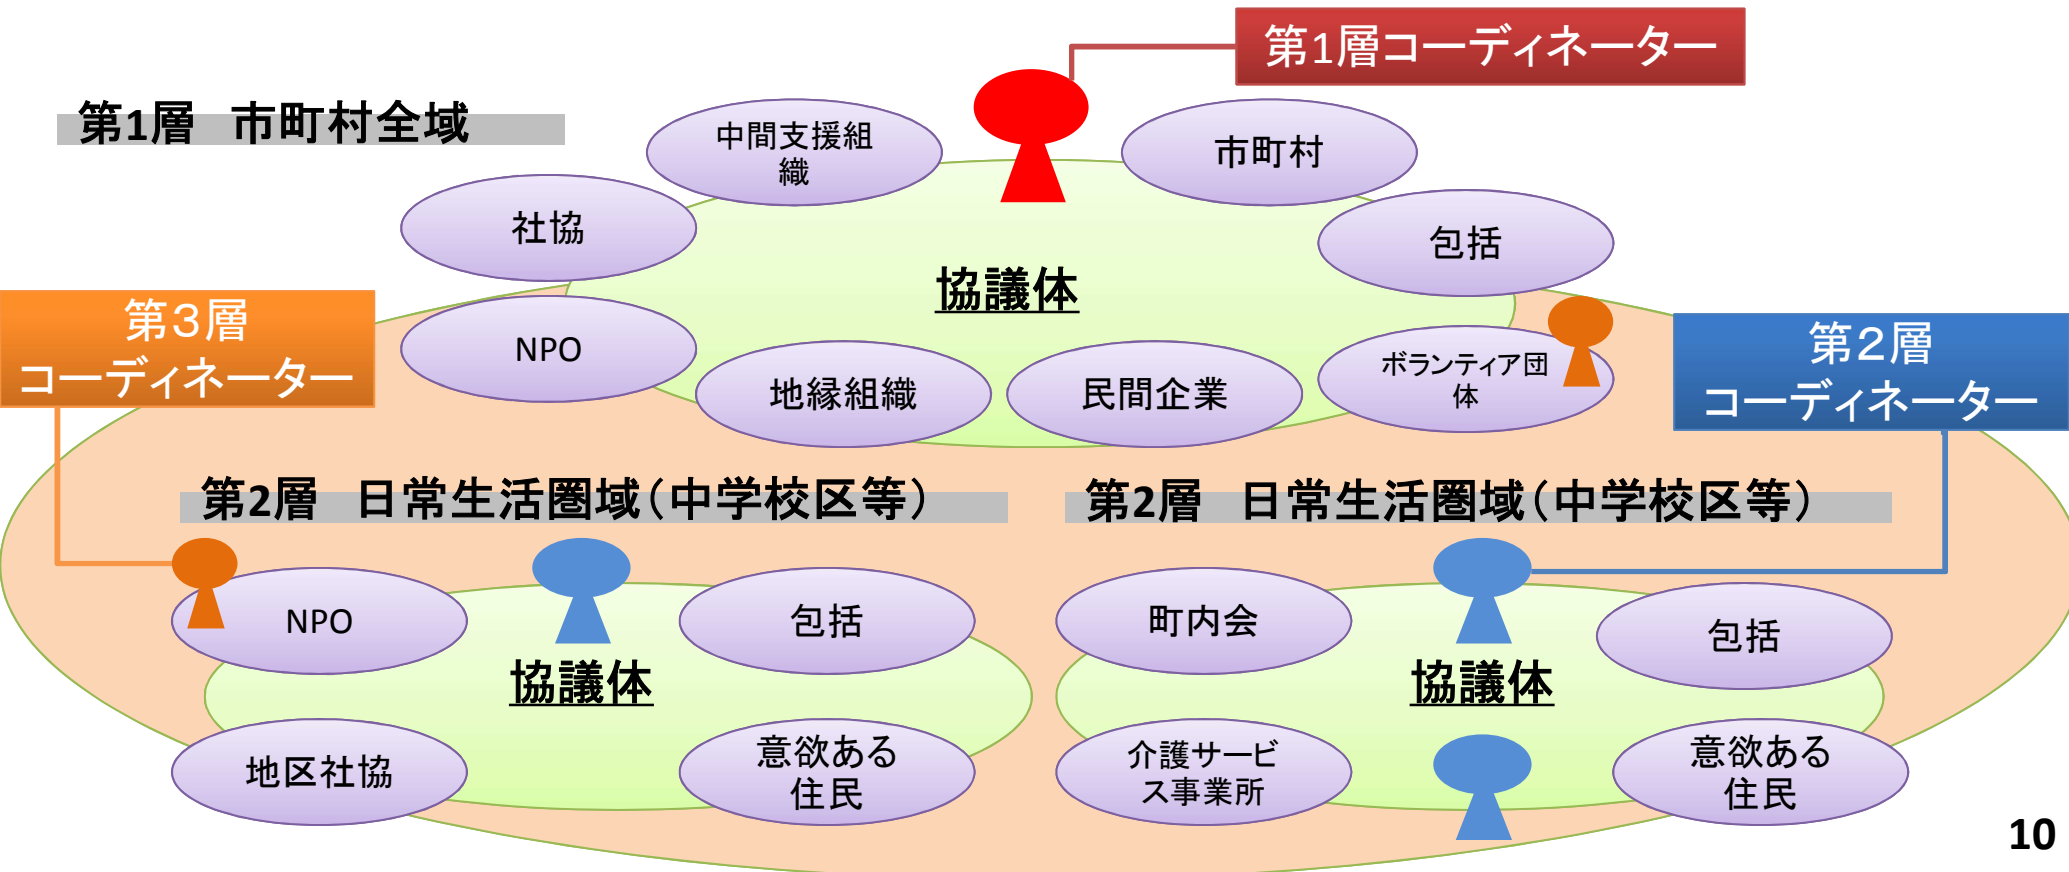 第1層コーディネーター
第1層　市町村全域
中間支援組
織
市町村
社協
包括
協議体
第３層
コーディネーター
NPO
地縁組織
民間企業
ボランティア団
体
第２層
コーディネーター
第2層　日常生活圏域（中学校区等）
第2層　日常生活圏域（中学校区等）
NPO
包括
協議体
地区社協
意欲ある
住民
町内会
包括
協議体
介護サービ
ス事業所
意欲ある
住民
10